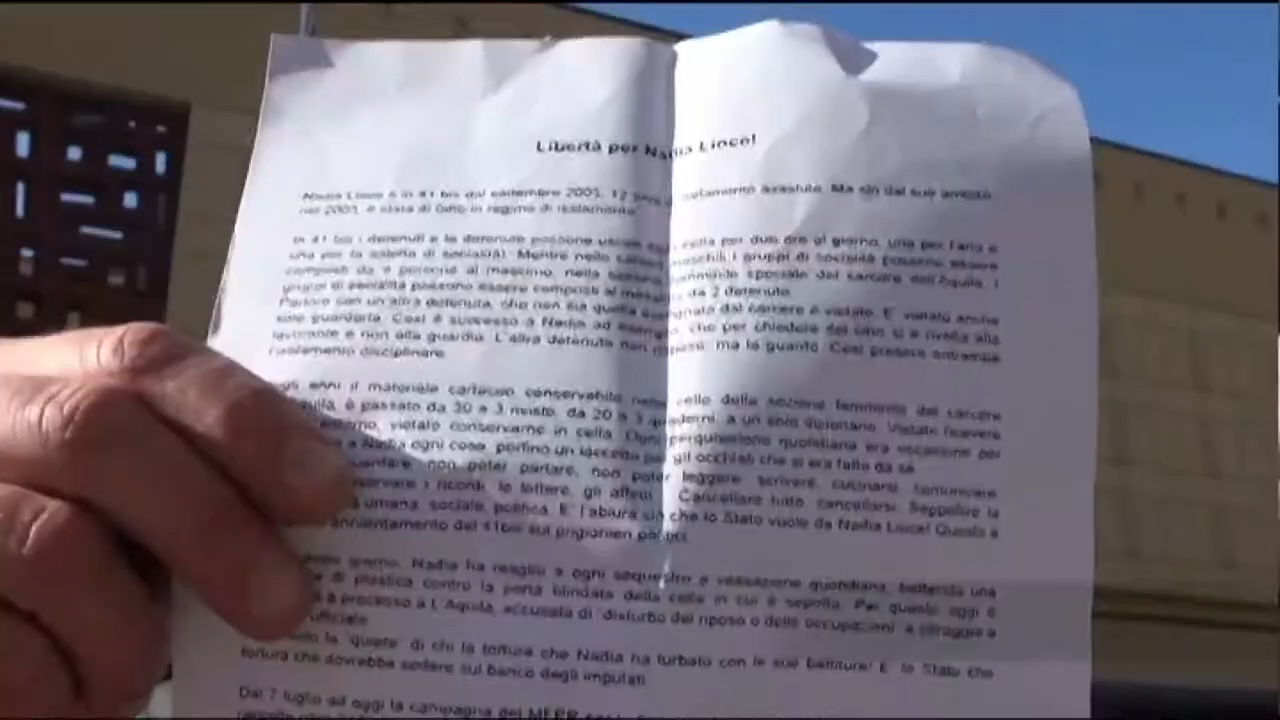 Libertà per Nadia Lioce!
Nadia Lioce è in 41 bis dal settembre 2005. 12 isolamento assoluto. Ma sin dal suo arresto,
nel 2003, è stata di fatto in regime di isolamento
In 41 bis i detenuti e le detenute possono uscire cella per due ore al giorno, una per l'aria e
una per la saletta di socialità. Mentre nelle maschili i gruppi di socialità possono essere
composti da 4 persone al massimo, nella sezione femminile speciale del carcere dell'Aquila, i
gruppi di socialità possono essere composti al massimo da 2 detenute.
Parlare con un'altra detenuta, che non sia quella dal carcere è vietato. E' vietato anche
solo guardarla. Così è successo a Nadia ad esempio, che per chiedere del vino si è rivolta alla
lavorante e non alla guardia. L'altra detenuta non ma la guardò. Così presero entrambe
l'isolamento disciplinare.
anni il materiale cartaceo conservabile nelle celle della sezione femminile del carcere
è passato da 30 a 3 riviste, da 20 a 3 quaderni, a un solo dizionario. Vietato ricevere
vietato conservarne in cella. Ogni perquisizione quotidiana era occasione per
a Nadia ogni cosa, perfino un laccetto per gli occhiali che si era fatto da sé.
non poter parlare, non poter leggere, scrivere, cucinarsi, comunicare,
i ricordi, le lettere, gli affetti. Cancellare tutto, cancellarsi. Seppellire la
umana, sociale, politica. E' l'abiura ciò che lo Stato vuole da Nadia Lioce! Questo è
annientamento del 41bis sui prigionieri politici.
giorno, Nadia ha reagito a ogni sequestro e vessazione quotidiana, battendo una
di plastica contro la porta blindata della cella in cui è sepolta. Per questo oggi è
a processo a L'Aquila, accusata di "disturbo del riposo o delle occupazioni" e oltraggio a
ufficiale.
la "quiete" di chi la tortura che Nadia ha turbato con le sue battiture! E' lo Stato che
tortura che dovrebbe sedere sul banco degli imputati.
Dal 7 luglio ad oggi la campagna del MFPR